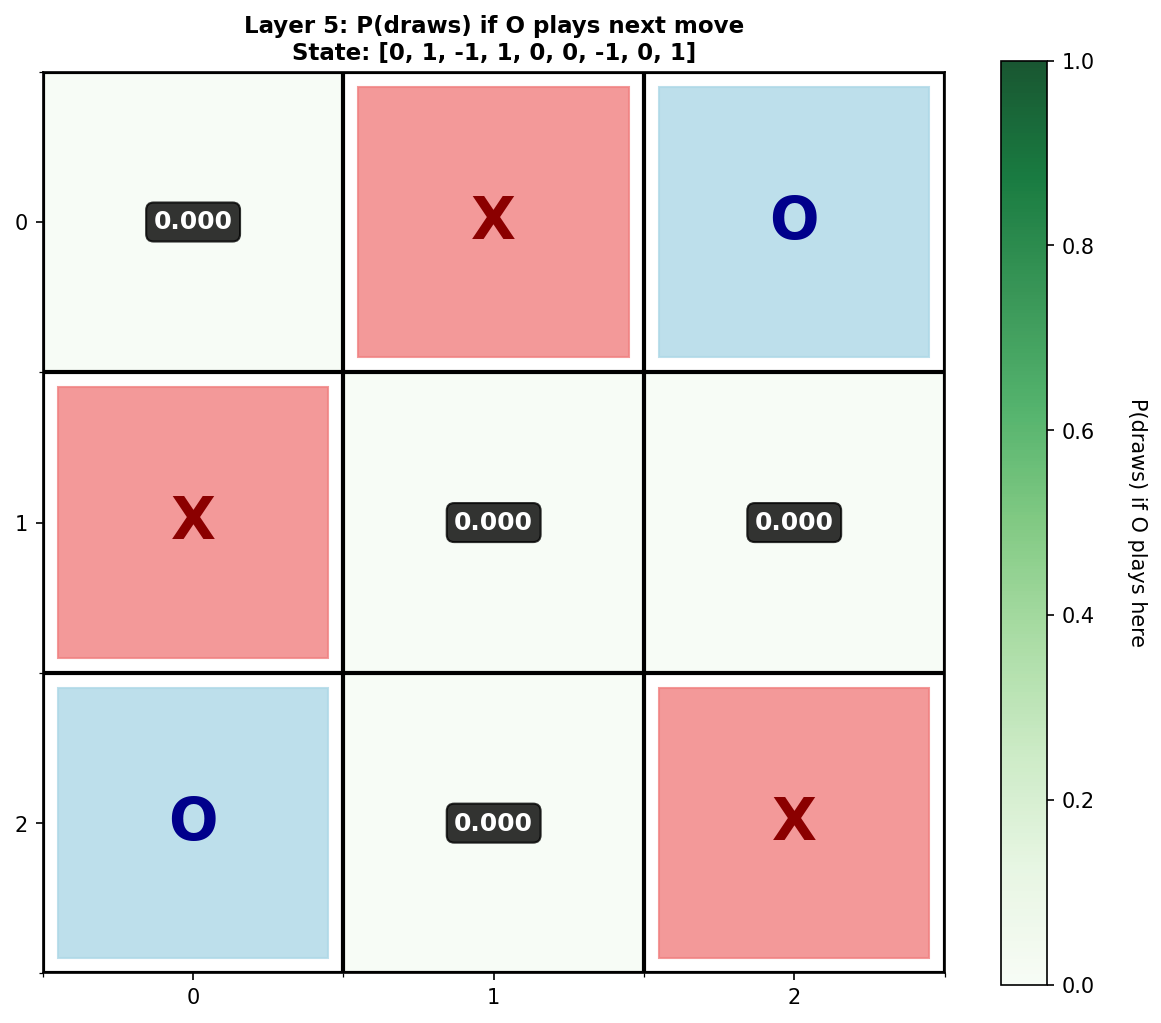 Layer 5: P(draws) if O plays next move
State: [0, 1, -1, 1, 0, 0, -1, 0, 1]
0
0.000
X
O
1
X
0.000
0.000
2
O
0.000
X
0
1
2
1.0
0.8
0.6
0.4
0.2
0.0
P(draws) if O plays here